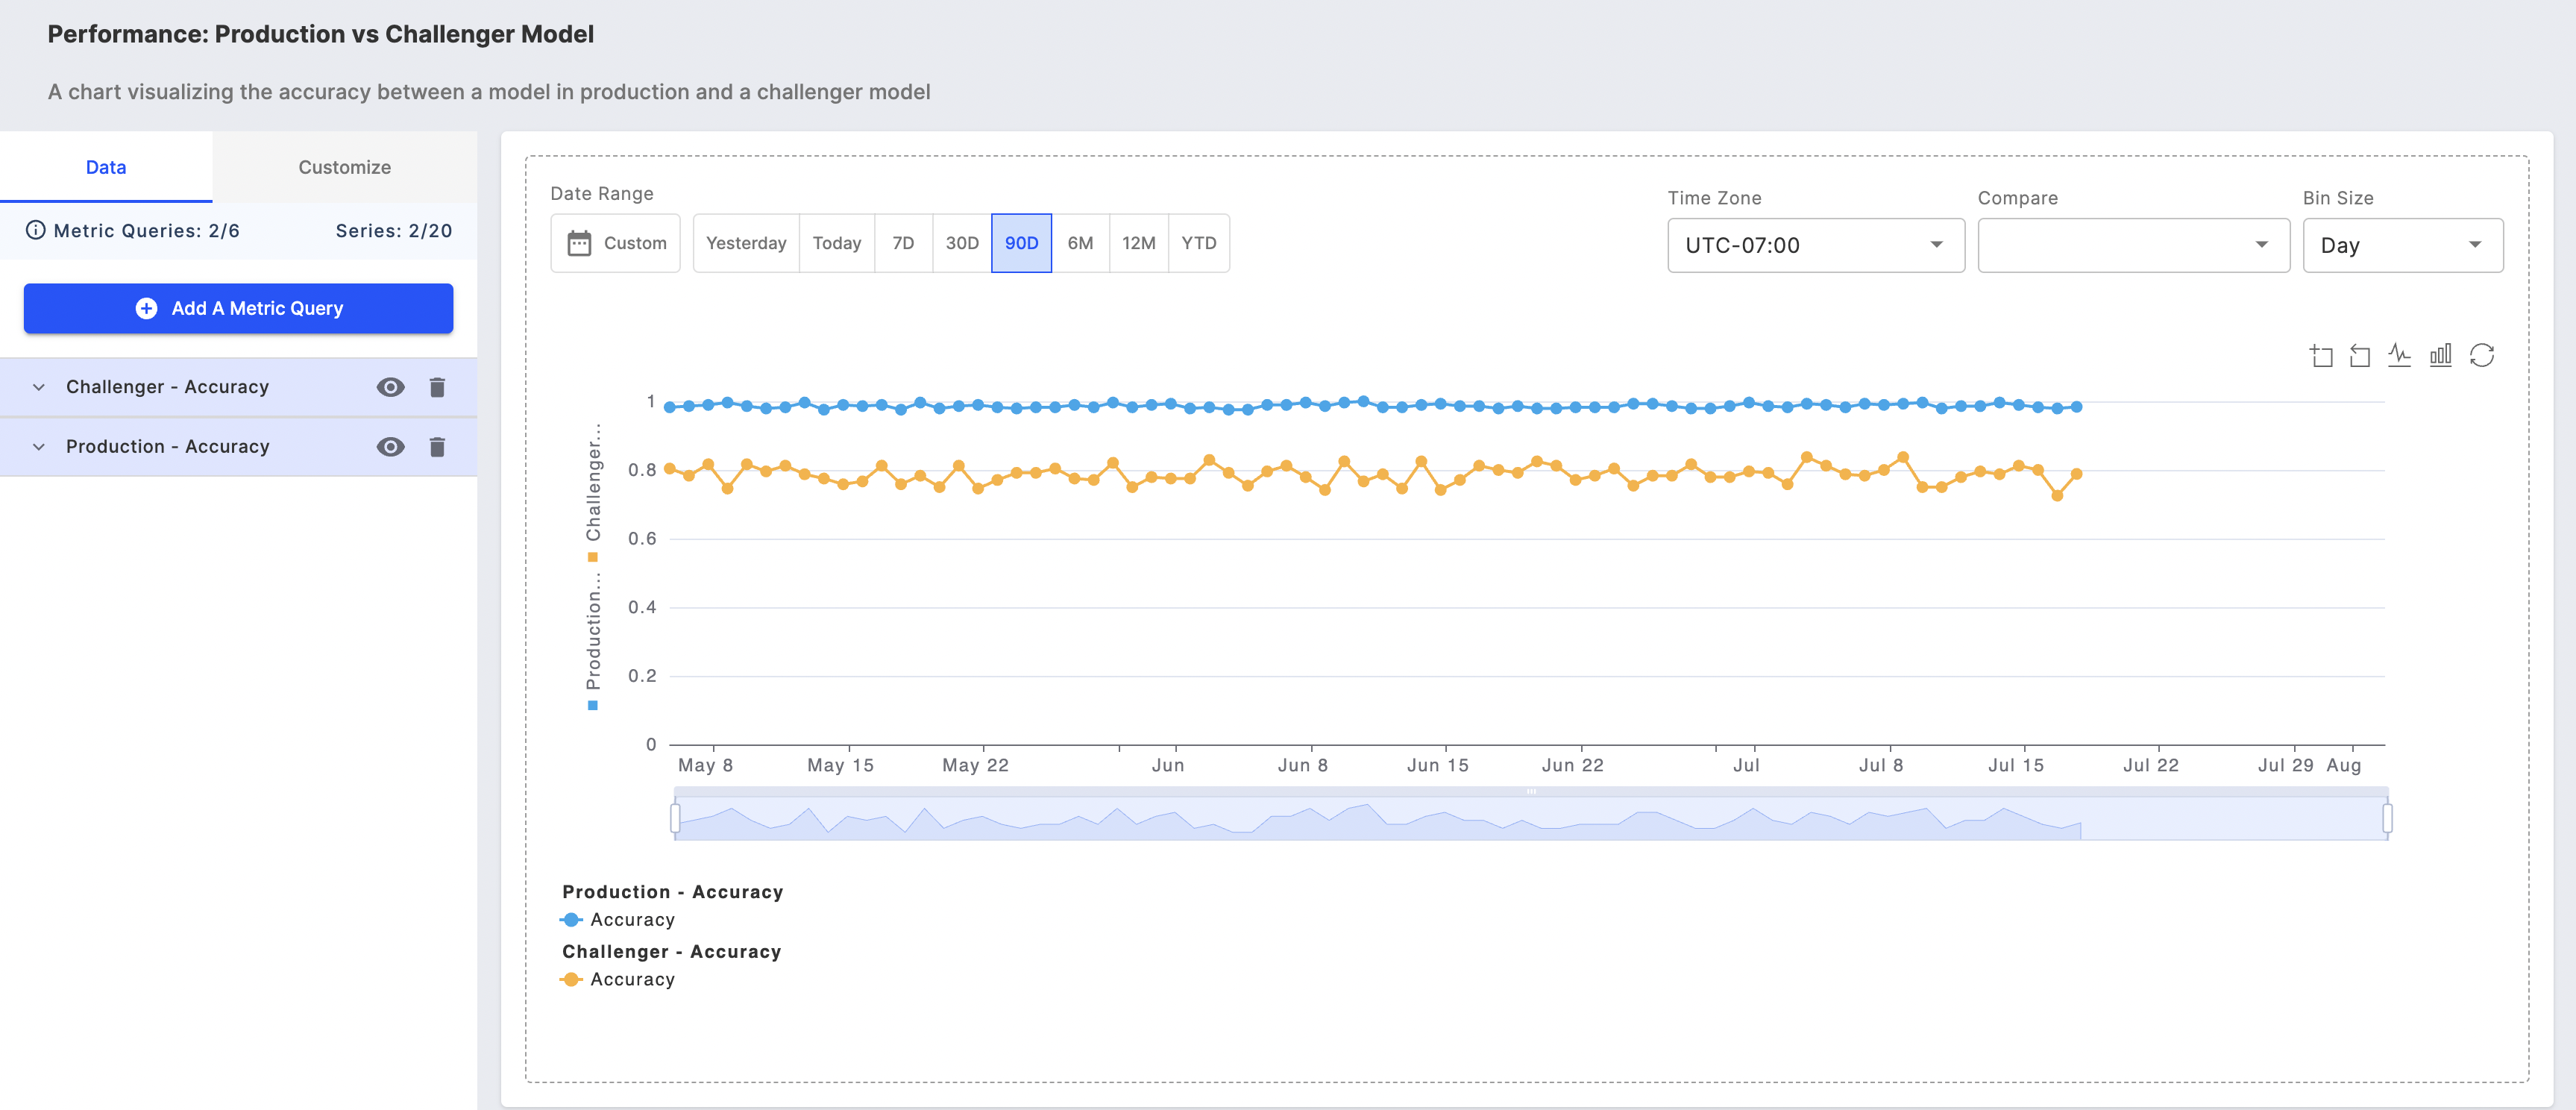 Performance: Production vs Challenger Model
A chart visualizing the accuracy between a model in production and a challenger model
Data
Customize
Metric Queries: 2/6
Series: 2/20
Add A Metric Query
Challenger - Accuracy
Production - Accuracy
Date Range
Custom
Yesterday
Today
7D
30D
90D
6M
12M
YTD
Time Zone
UTC-07:00
Compare
Bin Size
Day
Production...
Challenger...
1
0.8
0.6
0.4
0.2
0
May 8
May 15
May 22
Jun
Jun 8
Jun 15
Jun 22
Jul
Jul 8
Jul 15
Jul 22
Jul 29
Aug
Production - Accuracy
Accuracy
Challenger - Accuracy
Accuracy